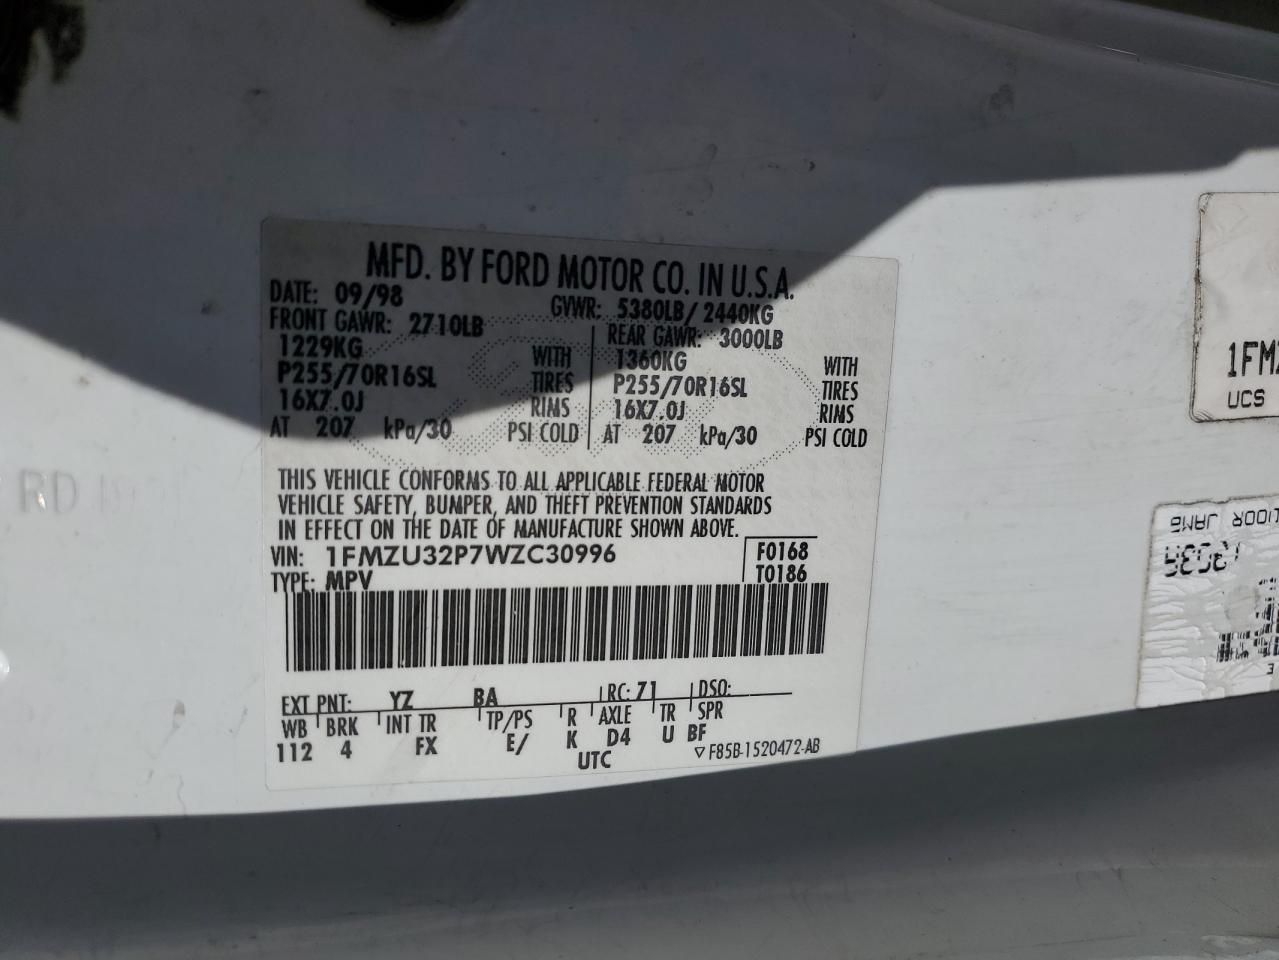 MFD. BY FORD MOTOR CO. IN U.S.A.
DATE: 09/98 GVWR: 5380LB/ 2440KG
FRONT GAWR: 2710LB REAR GAWR: 3000LB
1229KG WITH 1360KG WITH
P255/70R16SL TIRES P255/70R16SL TIRES
16X7.0J RIMS 16X7.0J RIMS
AT 207 kPa/30 PSI COLD AT 207 kPa/30 PSI COLD
THIS VEHICLE CONFORMS TO ALL APPLICABLE FEDERAL MOTOR
VEHICLE SAFETY, BUMPER, AND THEFT PREVENTION STANDARDS
IN EFFECT ON THE DATE OF MANUFACTURE SHOWN ABOVE.
VIN: 1FMZU32P7WZC30996 F0168
TYPE: MPV T0186
EXT PNT: YZ BA RC: 71 DSO:
WB BRK INT TR TP/PS R AXLE TR SPR
112 4 FX E/ K D4 U BF
UTC F85B-1520472-AB
1FMZ
UCS
DOOR JAMB
RD